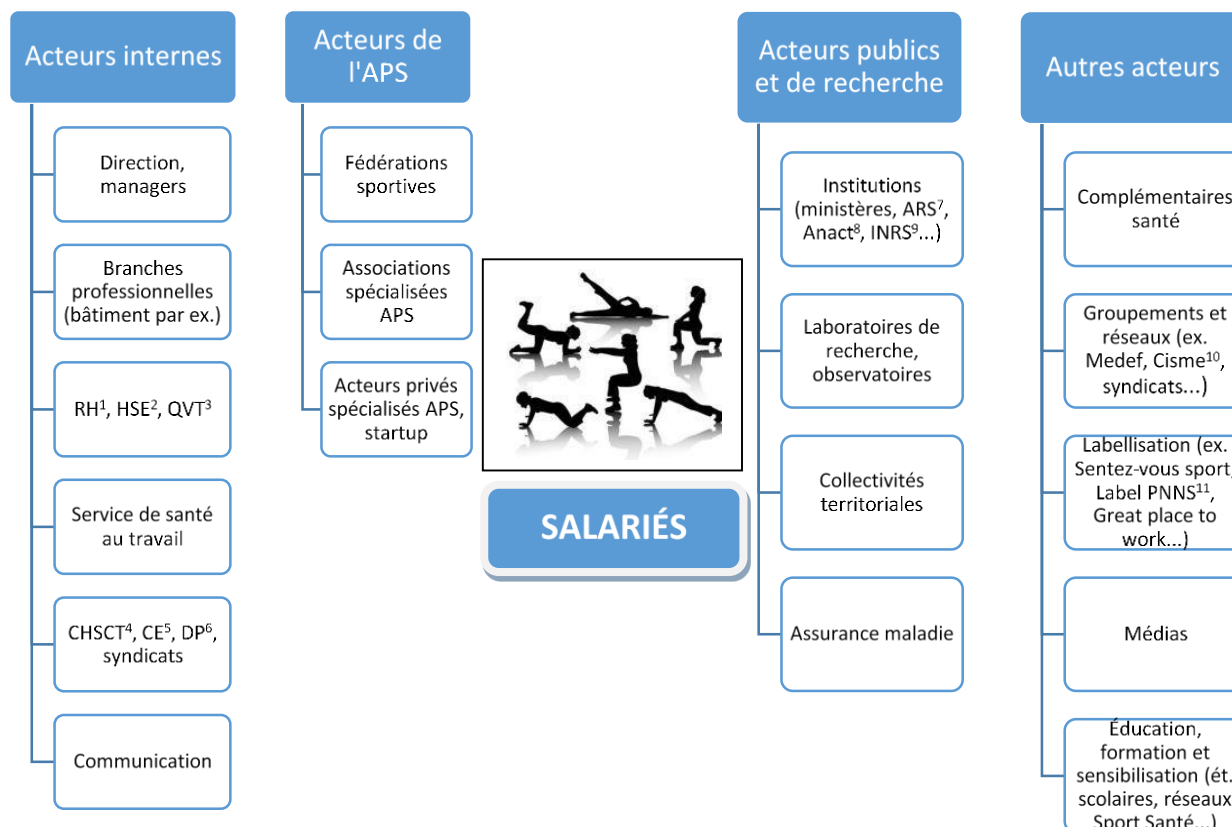 Acteurs internes
Direction,
managers
Branches
professionnelles
(bâtiment par ex.)
RH¹, HSE², QVT³
Service de santé
au travail
CHSCT⁴, CE⁵, DP⁶,
syndicats
Communication
Acteurs de
l'APS
Fédérations
sportives
Associations
spécialisées
APS
Acteurs privés
spécialisés APS,
startup
SALARIÉS
Acteurs publics
et de recherche
Institutions
(ministères, ARS⁷,
Anact⁸, INRS⁹...)
Laboratoires de
recherche,
observatoires
Collectivités
territoriales
Assurance maladie
Autres acteurs
Complémentaires
santé
Groupements et
réseaux (ex.
Medef, Cisme¹⁰,
syndicats...)
Labellisation (ex.
Sentez-vous sport,
Label PNNS¹¹,
Great place to
work...)
Médias
Éducation,
formation et
sensibilisation (ét.
scolaires, réseaux
Sport Santé...)